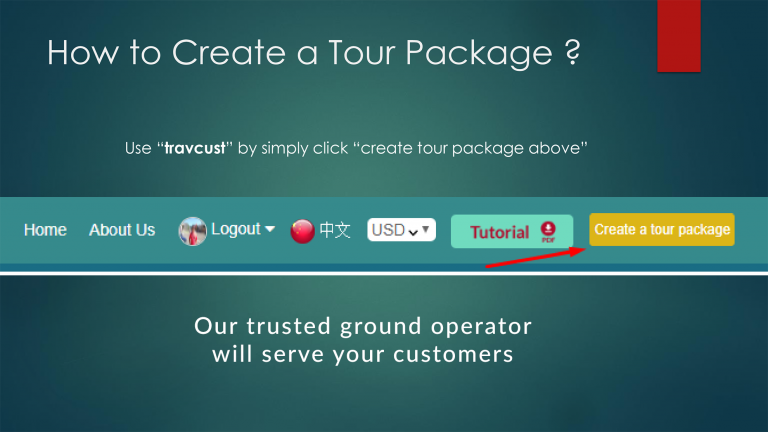 How to Create a Tour Package ?
Use “travcust” by simply click “create tour package above”
Home About Us Logout 中文 USD Tutorial PDF Create a tour package
Our trusted ground operator
will serve your customers